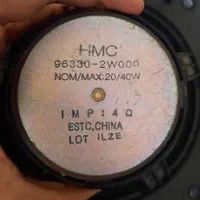 HMC
96330-2W000
NOM/MAX:20/40W
IMP:4Ω
ESTC,CHINA
LOT ILZE